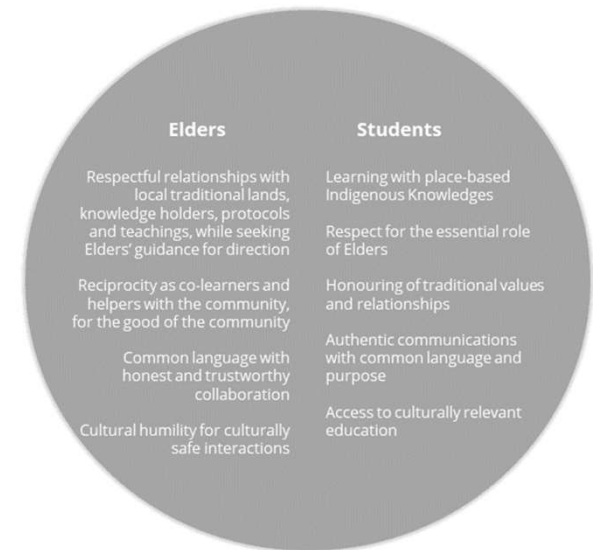 Elders
Respectful relationships with
local traditional lands,
knowledge holders, protocols
and teachings, while seeking
Elders’ guidance for direction
Reciprocity as co-learners and
helpers with the community,
for the good of the community
Common language with
honest and trustworthy
collaboration
Cultural humility for culturally
safe interactions
Students
Learning with place-based
Indigenous Knowledges
Respect for the essential role
of Elders
Honouring of traditional values
and relationships
Authentic communications
with common language and
purpose
Access to culturally relevant
education